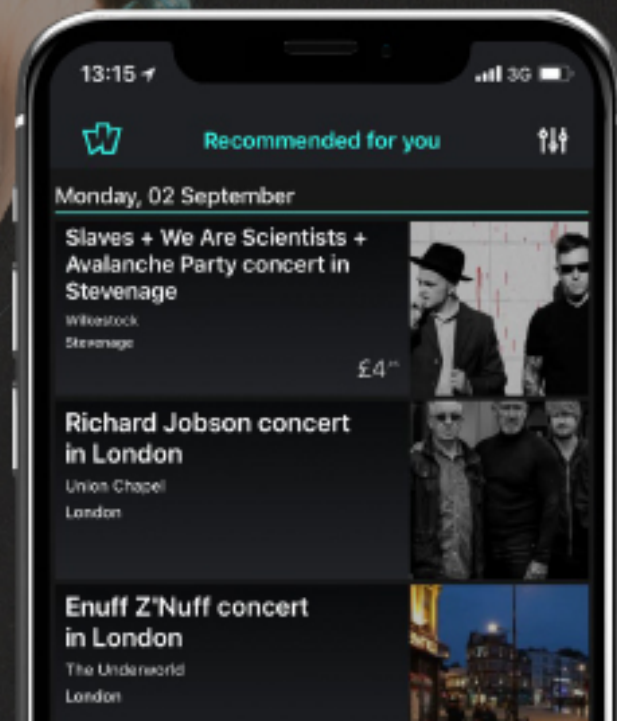 13:15
3G
Recommended for you
Monday, 02 September
Slaves + We Are Scientists +
Avalanche Party concert in
Stevenage
Wilkestock
Stevenage
£4
Richard Jobson concert
in London
Union Chapel
London
Enuff Z'Nuff concert
in London
The Underworld
London